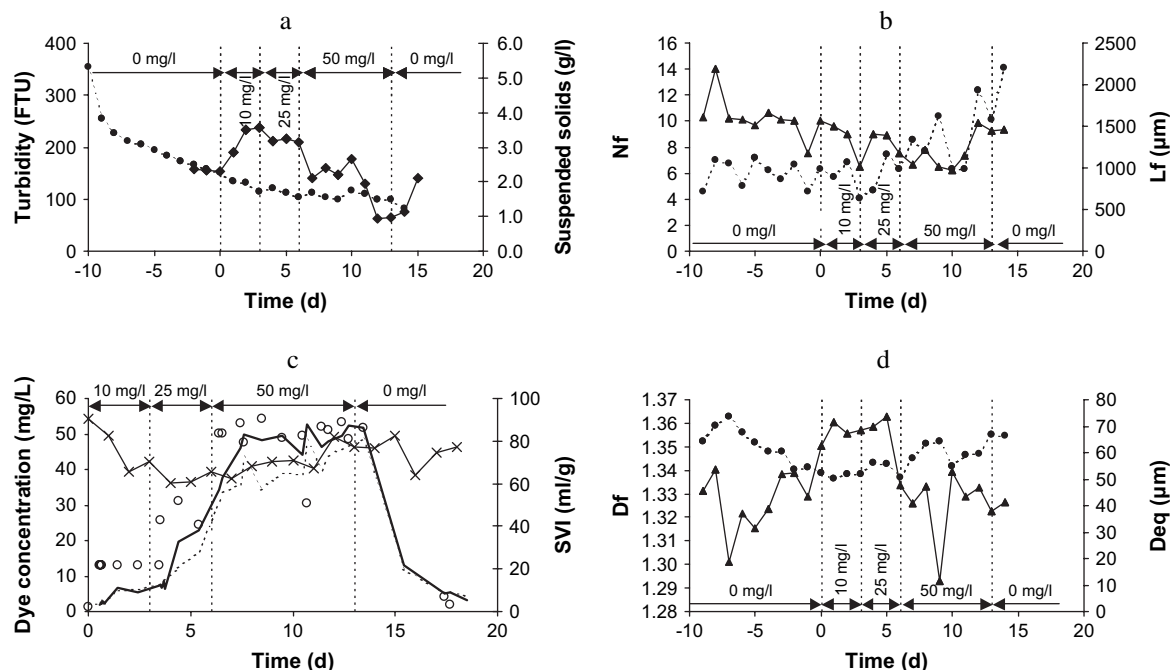 a
Turbidity (FTU)
400
350
300
250
200
150
100
50
0
0 mg/l
10 mg/l
25 mg/l
50 mg/l
0 mg/l
6.0
5.0
4.0
3.0
2.0
1.0
0.0
Suspended solids (g/l)
-10 -5 0 5 10 15 20
Time (d)
b
Nf
16
14
12
10
8
6
4
2
0
0 mg/l
10 mg/l
25 mg/l
50 mg/l
0 mg/l
2500
2000
1500
1000
500
0
Lf (µm)
-10 -5 0 5 10 15 20
Time (d)
c
Dye concentration (mg/L)
60
50
40
30
20
10
0
10 mg/l
25 mg/l
50 mg/l
0 mg/l
100
80
60
40
20
0
SVI (ml/g)
0 5 10 15 20
Time (d)
d
Df
1.37
1.36
1.35
1.34
1.33
1.32
1.31
1.30
1.29
1.28
0 mg/l
10 mg/l
25 mg/l
50 mg/l
0 mg/l
80
70
60
50
40
30
20
10
0
Deq (µm)
-10 -5 0 5 10 15 20
Time (d)